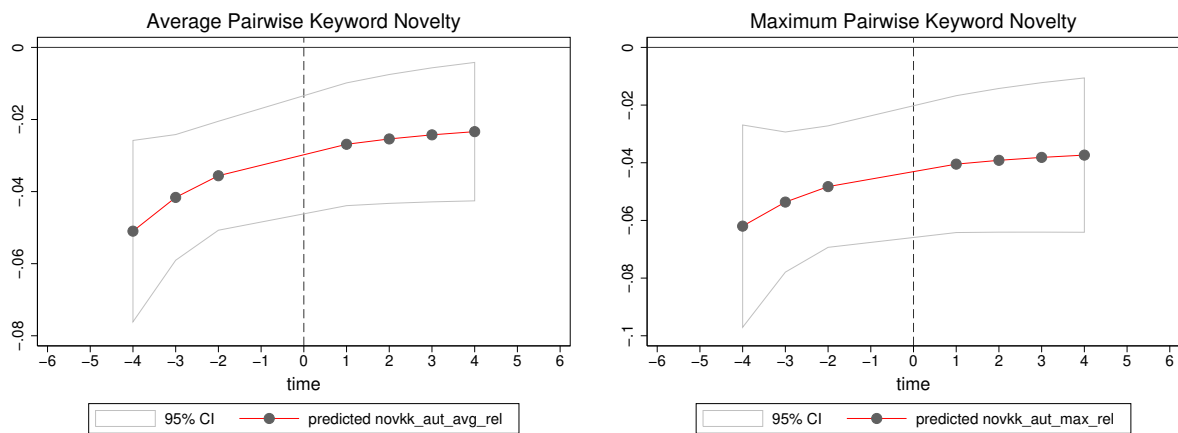 Average Pairwise Keyword Novelty
0
-.02
-.04
-.06
-.08
-6 -5 -4 -3 -2 -1 0 1 2 3 4 5 6
time
95% CI predicted novkk_aut_avg_rel
Maximum Pairwise Keyword Novelty
0
-.02
-.04
-.06
-.08
-.1
-6 -5 -4 -3 -2 -1 0 1 2 3 4 5 6
time
95% CI predicted novkk_aut_max_rel